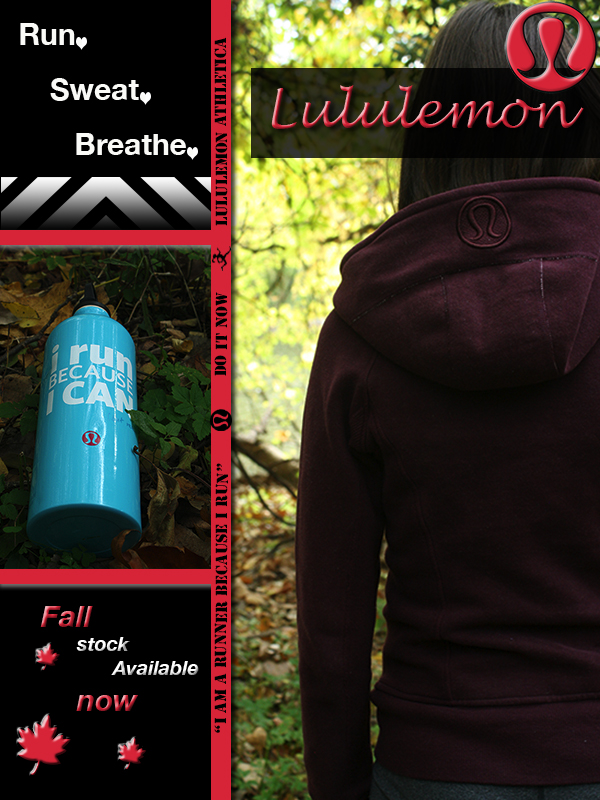 Run
Sweat
Breathe
Lululemon
"I AM A RUNNER BECAUSE I RUN" DO IT NOW LULULEMON ATHLETICA
i run
BECAUSE
I CAN
Fall
stock
Available
now